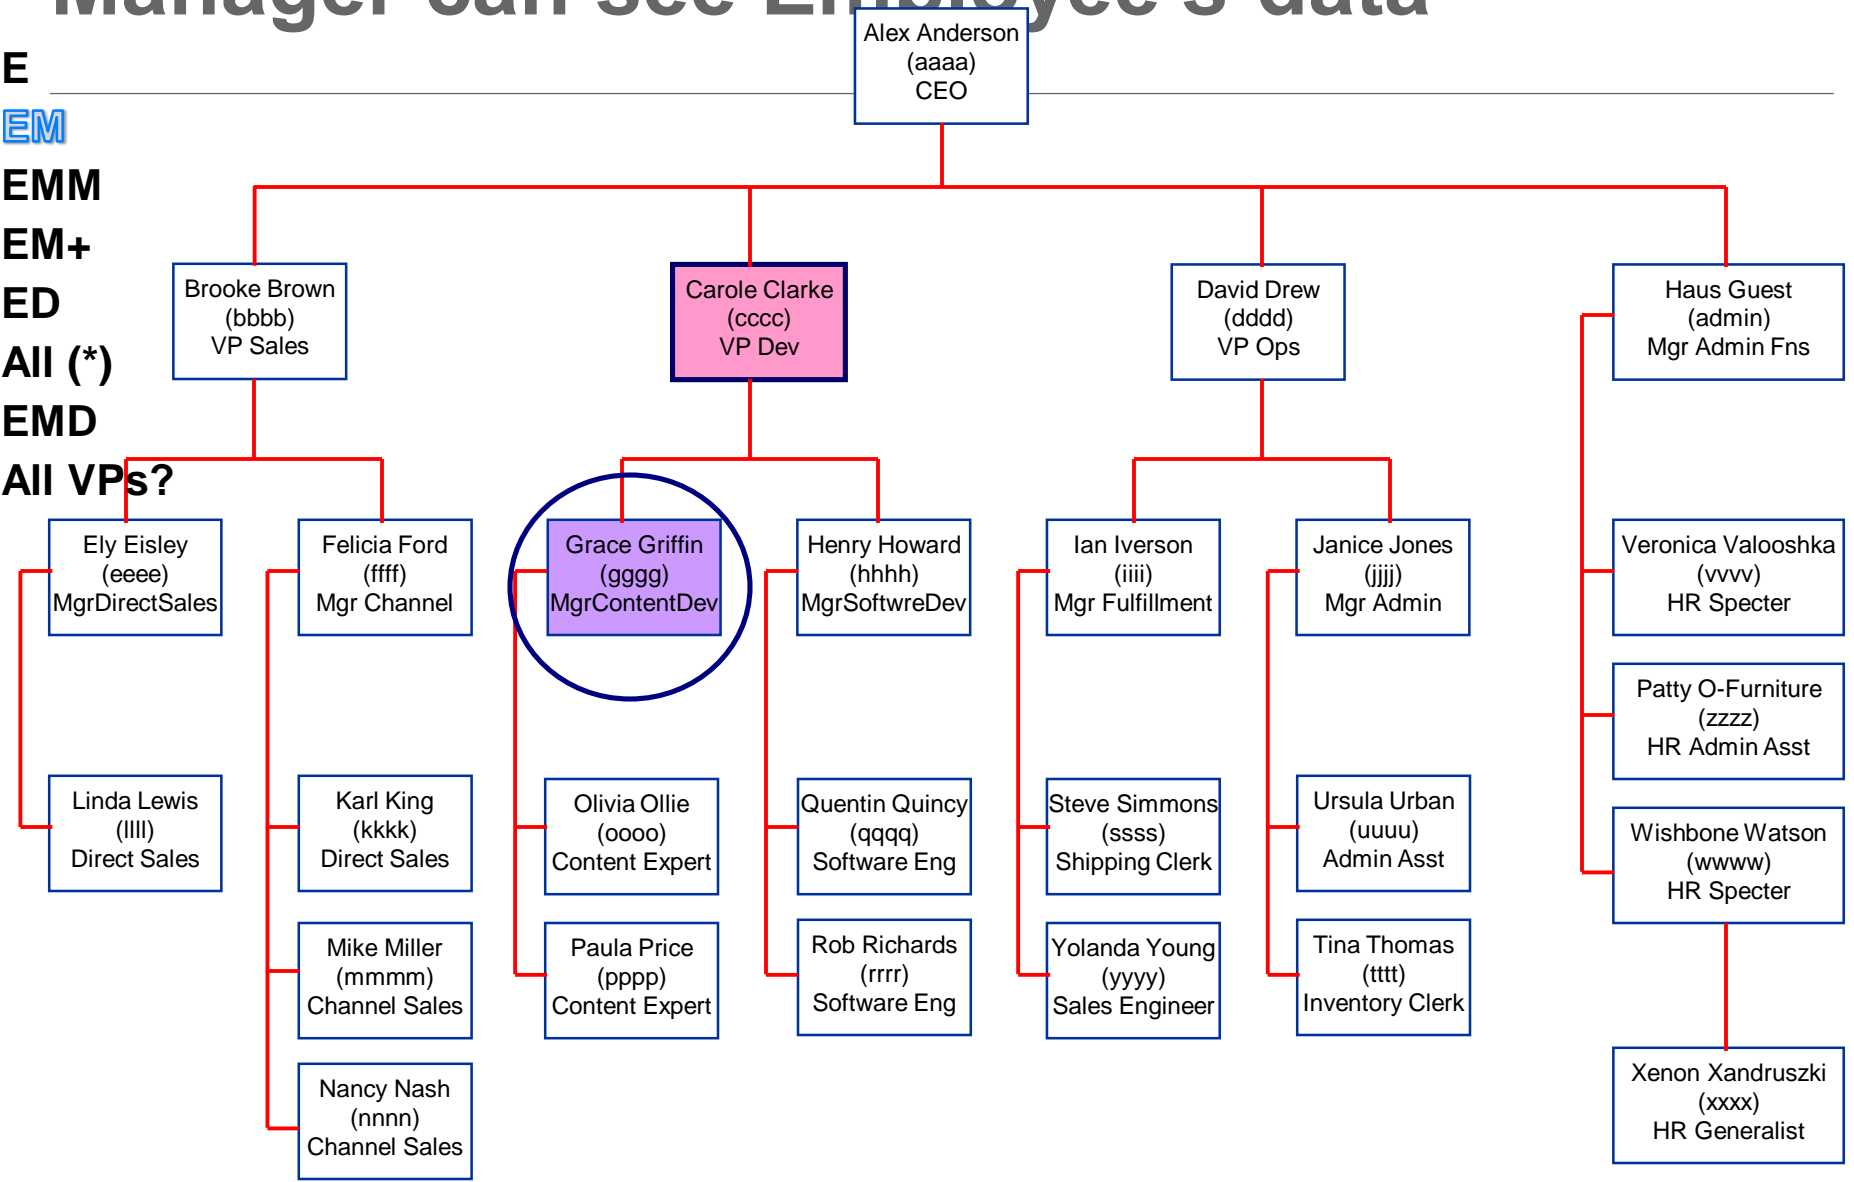 Manager can see Employee's data
E
EM
EMM
EM+
ED
All (*)
EMD
All VPs?
Alex Anderson
(aaaa)
CEO
Brooke Brown
(bbbb)
VP Sales
Carole Clarke
(cccc)
VP Dev
David Drew
(dddd)
VP Ops
Haus Guest
(admin)
Mgr Admin Fns
Ely Eisley
(eeee)
MgrDirectSales
Felicia Ford
(ffff)
Mgr Channel
Grace Griffin
(gggg)
MgrContentDev
Henry Howard
(hhhh)
MgrSoftwreDev
Ian Iverson
(iiii)
Mgr Fulfillment
Janice Jones
(jjjj)
Mgr Admin
Veronica Valooshka
(vvvv)
HR Specter
Patty O-Furniture
(zzzz)
HR Admin Asst
Linda Lewis
(llll)
Direct Sales
Karl King
(kkkk)
Direct Sales
Olivia Ollie
(oooo)
Content Expert
Quentin Quincy
(qqqq)
Software Eng
Steve Simmons
(ssss)
Shipping Clerk
Ursula Urban
(uuuu)
Admin Asst
Wishbone Watson
(wwww)
HR Specter
Mike Miller
(mmmm)
Channel Sales
Paula Price
(pppp)
Content Expert
Rob Richards
(rrrr)
Software Eng
Yolanda Young
(yyyy)
Sales Engineer
Tina Thomas
(tttt)
Inventory Clerk
Nancy Nash
(nnnn)
Channel Sales
Xenon Xandruszki
(xxxx)
HR Generalist